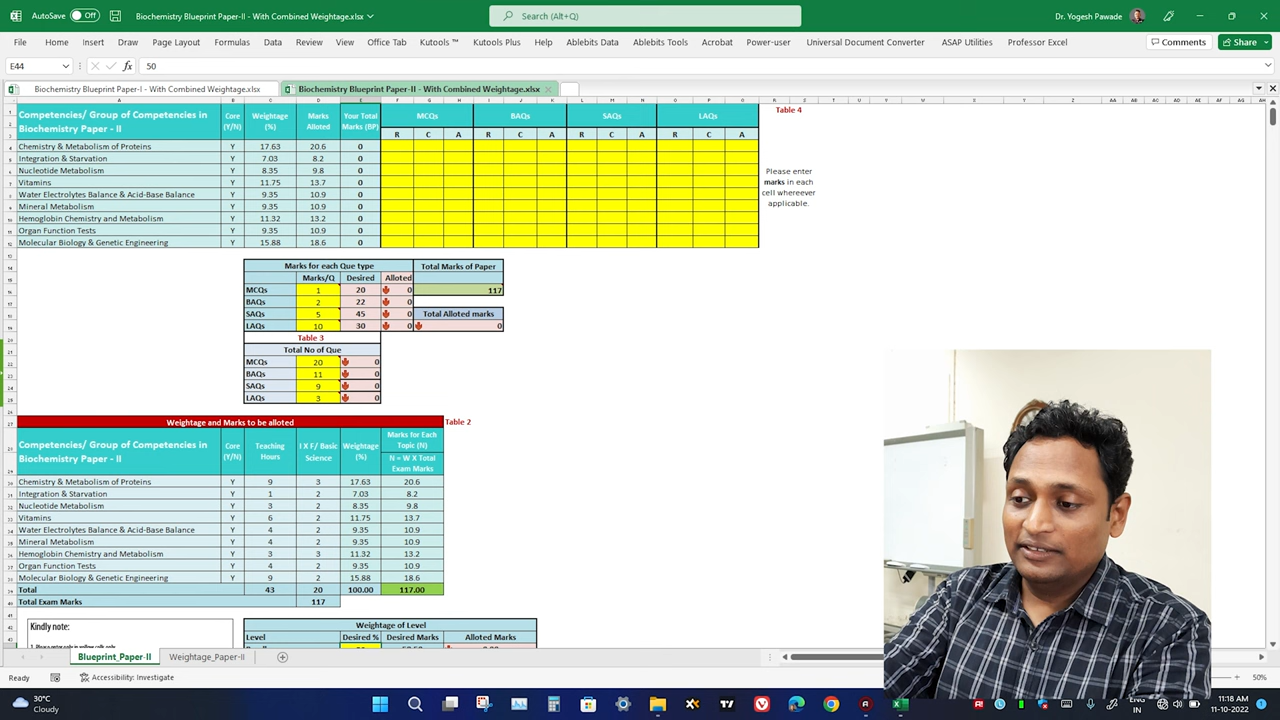 AutoSave Off
Biochemistry Blueprint Paper-II - With Combined Weightage.xlsx
Search (Alt+Q)
Dr. Yogesh Pawade
File Home Insert Draw Page Layout Formulas Data Review View Office Tab Kutools ™ Kutools Plus Help Ablebits Data Ablebits Tools Acrobat Power-user Universal Document Converter ASAP Utilities Professor Excel
Comments Share
E44 fx 50
Biochemistry Blueprint Paper-I - With Combined Weightage.xlsx Biochemistry Blueprint Paper-II - With Combined Weightage.xlsx
Competencies/ Group of Competencies in Biochemistry Paper - II Core (Y/N) Weightage (%) Marks Alloted Your Total Marks (BP) MCQs BAQs SAQs LAQs Table 4
R C A R C A R C A R C A
Chemistry & Metabolism of Proteins Y 17.63 20.6 0
Integration & Starvation Y 7.03 8.2 0
Nucleotide Metabolism Y 8.35 9.8 0
Vitamins Y 11.75 13.7 0
Water Electrolytes Balance & Acid-Base Balance Y 9.35 10.9 0
Mineral Metabolism Y 9.35 10.9 0
Hemoglobin Chemistry and Metabolism Y 11.32 13.2 0
Organ Function Tests Y 9.35 10.9 0
Molecular Biology & Genetic Engineering Y 15.88 18.6 0
Please enter
marks in each
cell whereever
applicable.
Marks for each Que type Total Marks of Paper
Marks/Q Desired Alloted
MCQs 1 20 0 117
BAQs 2 22 0
SAQs 5 45 0 Total Alloted marks
LAQs 10 30 0 0
Table 3
Total No of Que
MCQs 20 0
BAQs 11 0
SAQs 9 0
LAQs 3 0
Weightage and Marks to be alloted Table 2
Competencies/ Group of Competencies in Biochemistry Paper - II Core (Y/N) Teaching Hours I X F/ Basic Science Weightage (%) Marks for Each Topic (N)
N = W X Total Exam Marks
Chemistry & Metabolism of Proteins Y 9 3 17.63 20.6
Integration & Starvation Y 1 2 7.03 8.2
Nucleotide Metabolism Y 3 2 8.35 9.8
Vitamins Y 6 2 11.75 13.7
Water Electrolytes Balance & Acid-Base Balance Y 4 2 9.35 10.9
Mineral Metabolism Y 4 2 9.35 10.9
Hemoglobin Chemistry and Metabolism Y 3 3 11.32 13.2
Organ Function Tests Y 4 2 9.35 10.9
Molecular Biology & Genetic Engineering Y 9 2 15.88 18.6
Total 43 20 100.00 117.00
Total Exam Marks 117
Kindly note:
Weightage of Level
Level Desired % Desired Marks Alloted Marks
Blueprint_Paper-II Weightage_Paper-II
Ready Accessibility: Investigate 50%
30°C
Cloudy
ENG
IN
11:18 AM
11-10-2022